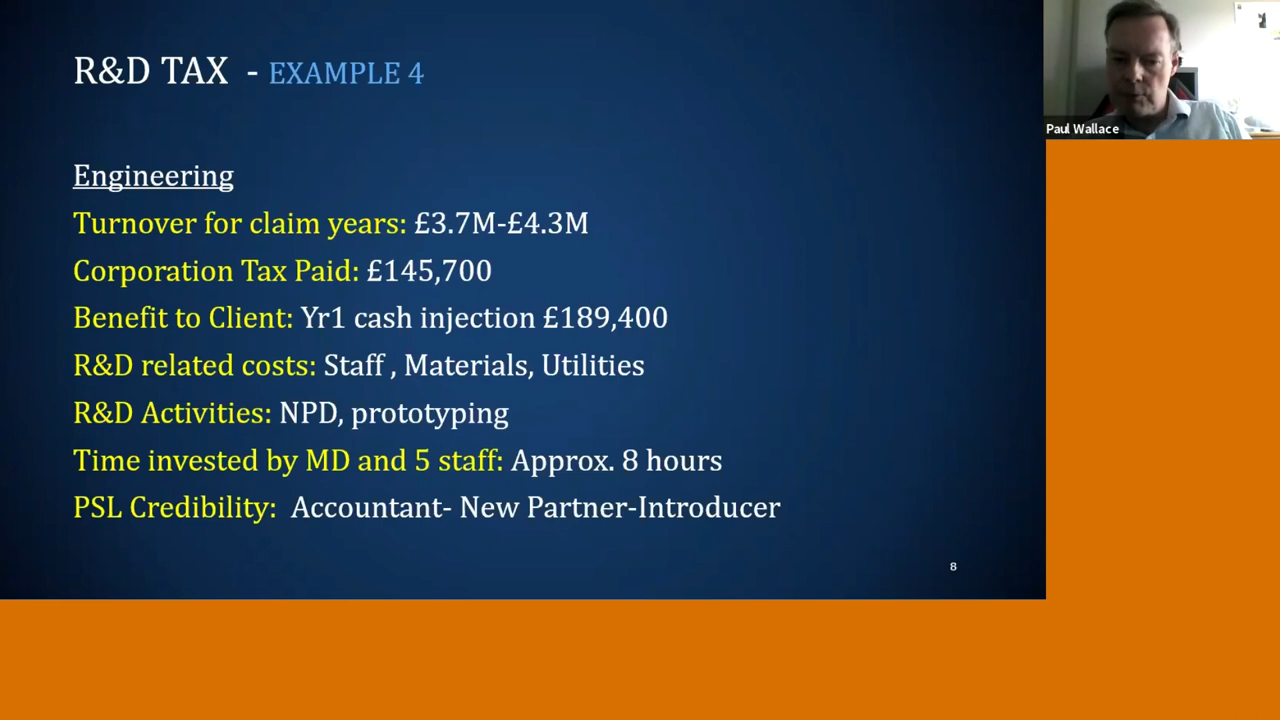 R&D TAX - EXAMPLE 4
Paul Wallace
Engineering
Turnover for claim years: £3.7M-£4.3M
Corporation Tax Paid: £145,700
Benefit to Client: Yr1 cash injection £189,400
R&D related costs: Staff , Materials, Utilities
R&D Activities: NPD, prototyping
Time invested by MD and 5 staff: Approx. 8 hours
PSL Credibility: Accountant- New Partner-Introducer
8